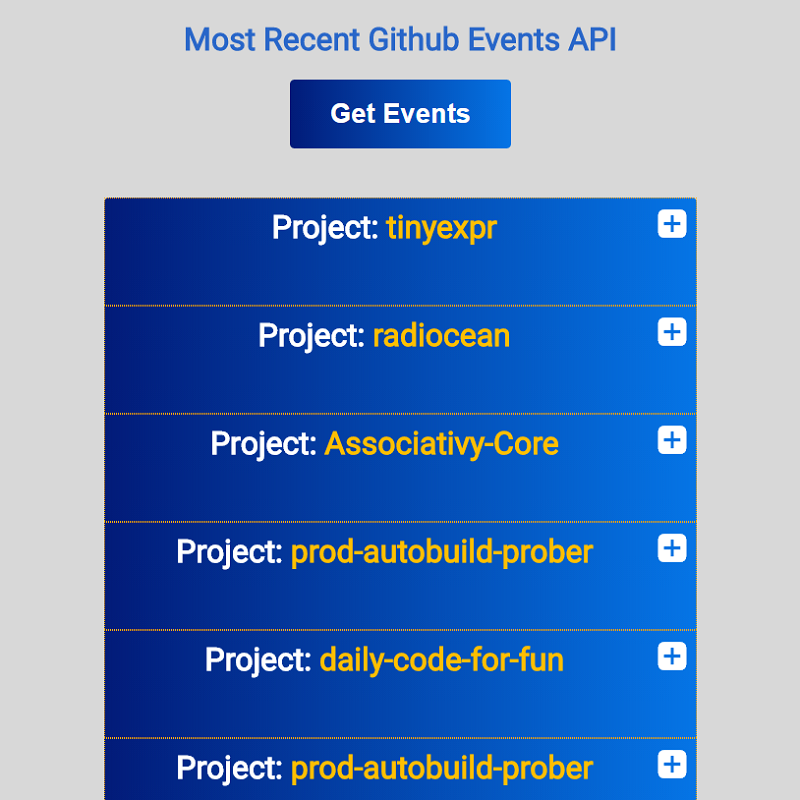 Most Recent Github Events API
Get Events
Project: tinyexpr
Project: radiocean
Project: Associativy-Core
Project: prod-autobuild-prober
Project: daily-code-for-fun
Project: prod-autobuild-prober